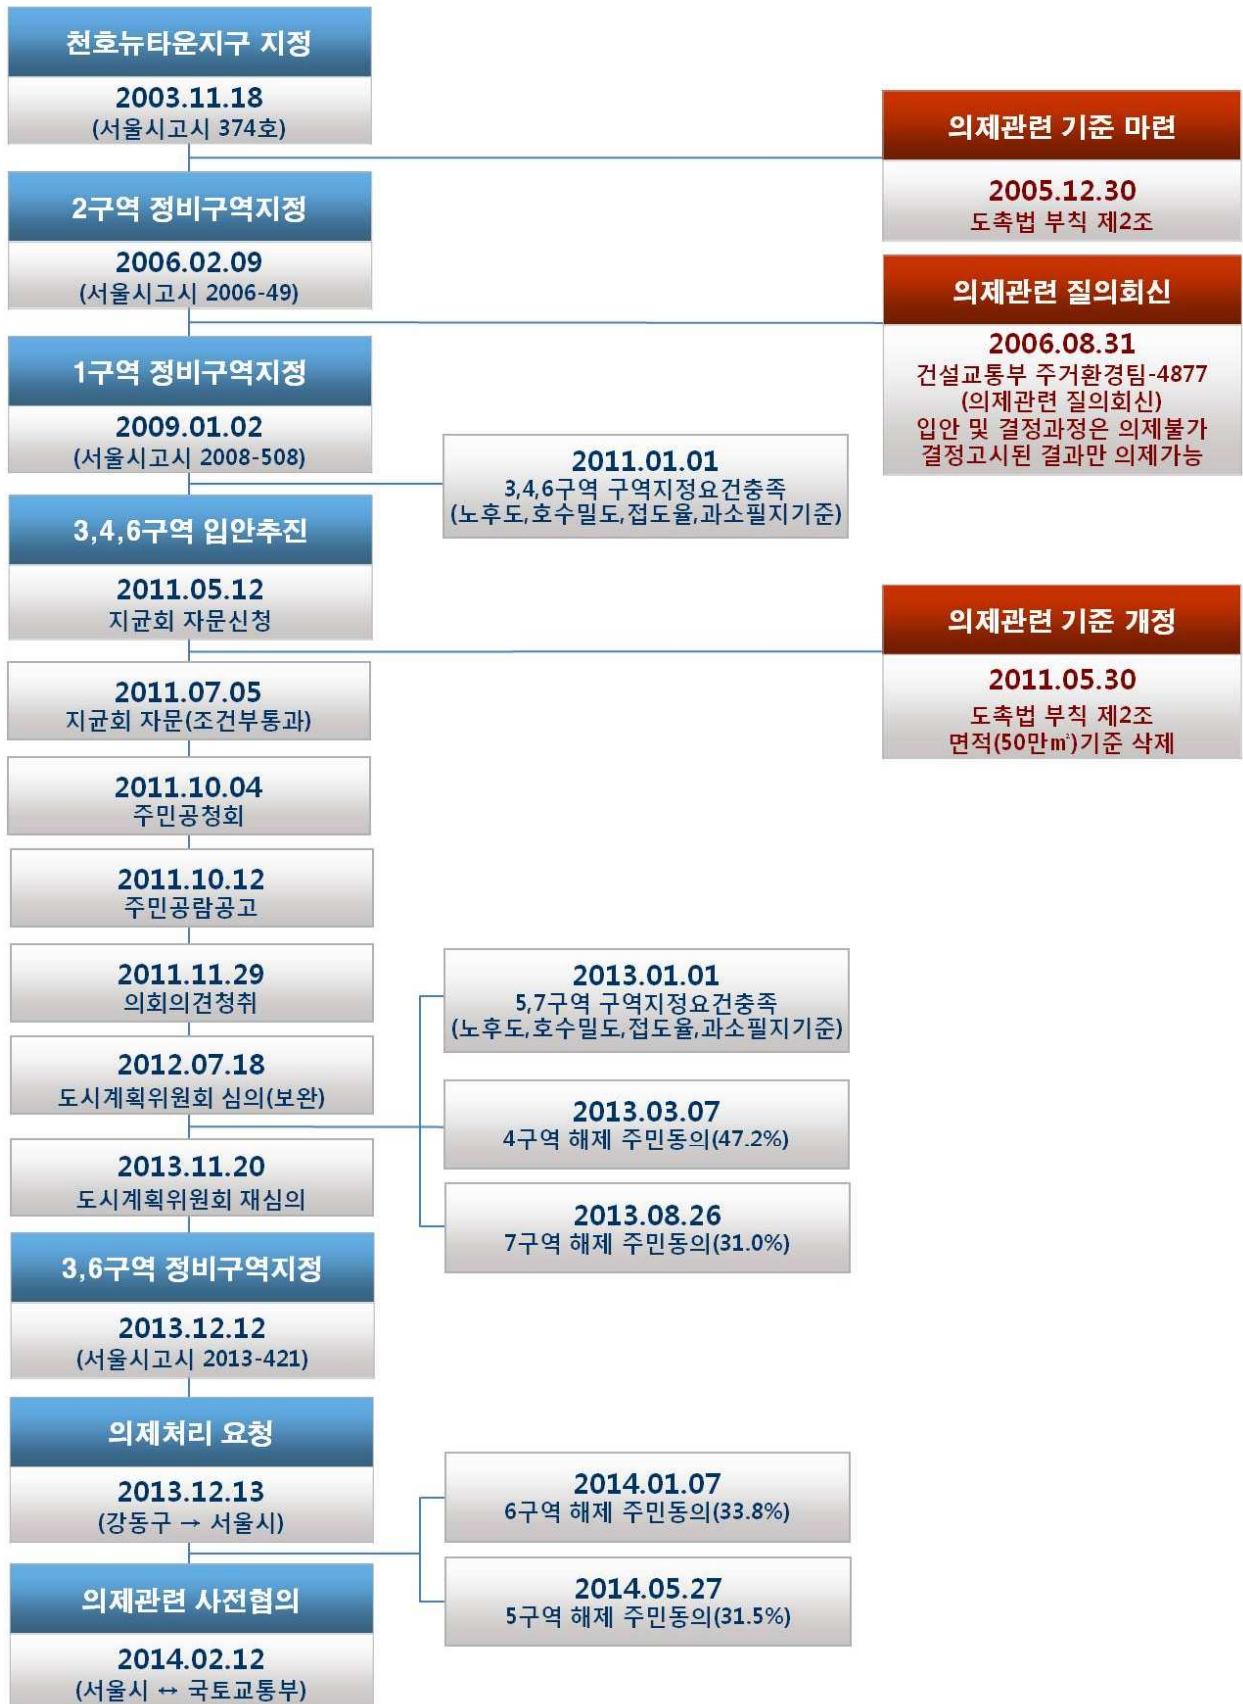 천호뉴타운지구 지정
2003.11.18
(서울시고시 374호)
의제관련 기준 마련
2005.12.30
도촉법 부칙 제2조
2구역 정비구역지정
2006.02.09
(서울시고시 2006-49)
의제관련 질의회신
2006.08.31
건설교통부 주거환경팀-4877
(의제관련 질의회신)
입안 및 결정과정은 의제불가
결정고시된 결과만 의제가능
1구역 정비구역지정
2009.01.02
(서울시고시 2008-508)
2011.01.01
3,4,6구역 구역지정요건충족
(노후도,호수밀도,접도율,과소필지기준)
3,4,6구역 입안추진
2011.05.12
지균회 자문신청
의제관련 기준 개정
2011.05.30
도촉법 부칙 제2조
면적(50만㎡)기준 삭제
2011.07.05
지균회 자문(조건부통과)
2011.10.04
주민공청회
2011.10.12
주민공람공고
2011.11.29
의회의견청취
2012.07.18
도시계획위원회 심의(보완)
2013.01.01
5,7구역 구역지정요건충족
(노후도,호수밀도,접도율,과소필지기준)
2013.03.07
4구역 해제 주민동의(47.2%)
2013.08.26
7구역 해제 주민동의(31.0%)
2013.11.20
도시계획위원회 재심의
3,6구역 정비구역지정
2013.12.12
(서울시고시 2013-421)
의제처리 요청
2013.12.13
(강동구 → 서울시)
2014.01.07
6구역 해제 주민동의(33.8%)
2014.05.27
5구역 해제 주민동의(31.5%)
의제관련 사전협의
2014.02.12
(서울시 ↔ 국토교통부)